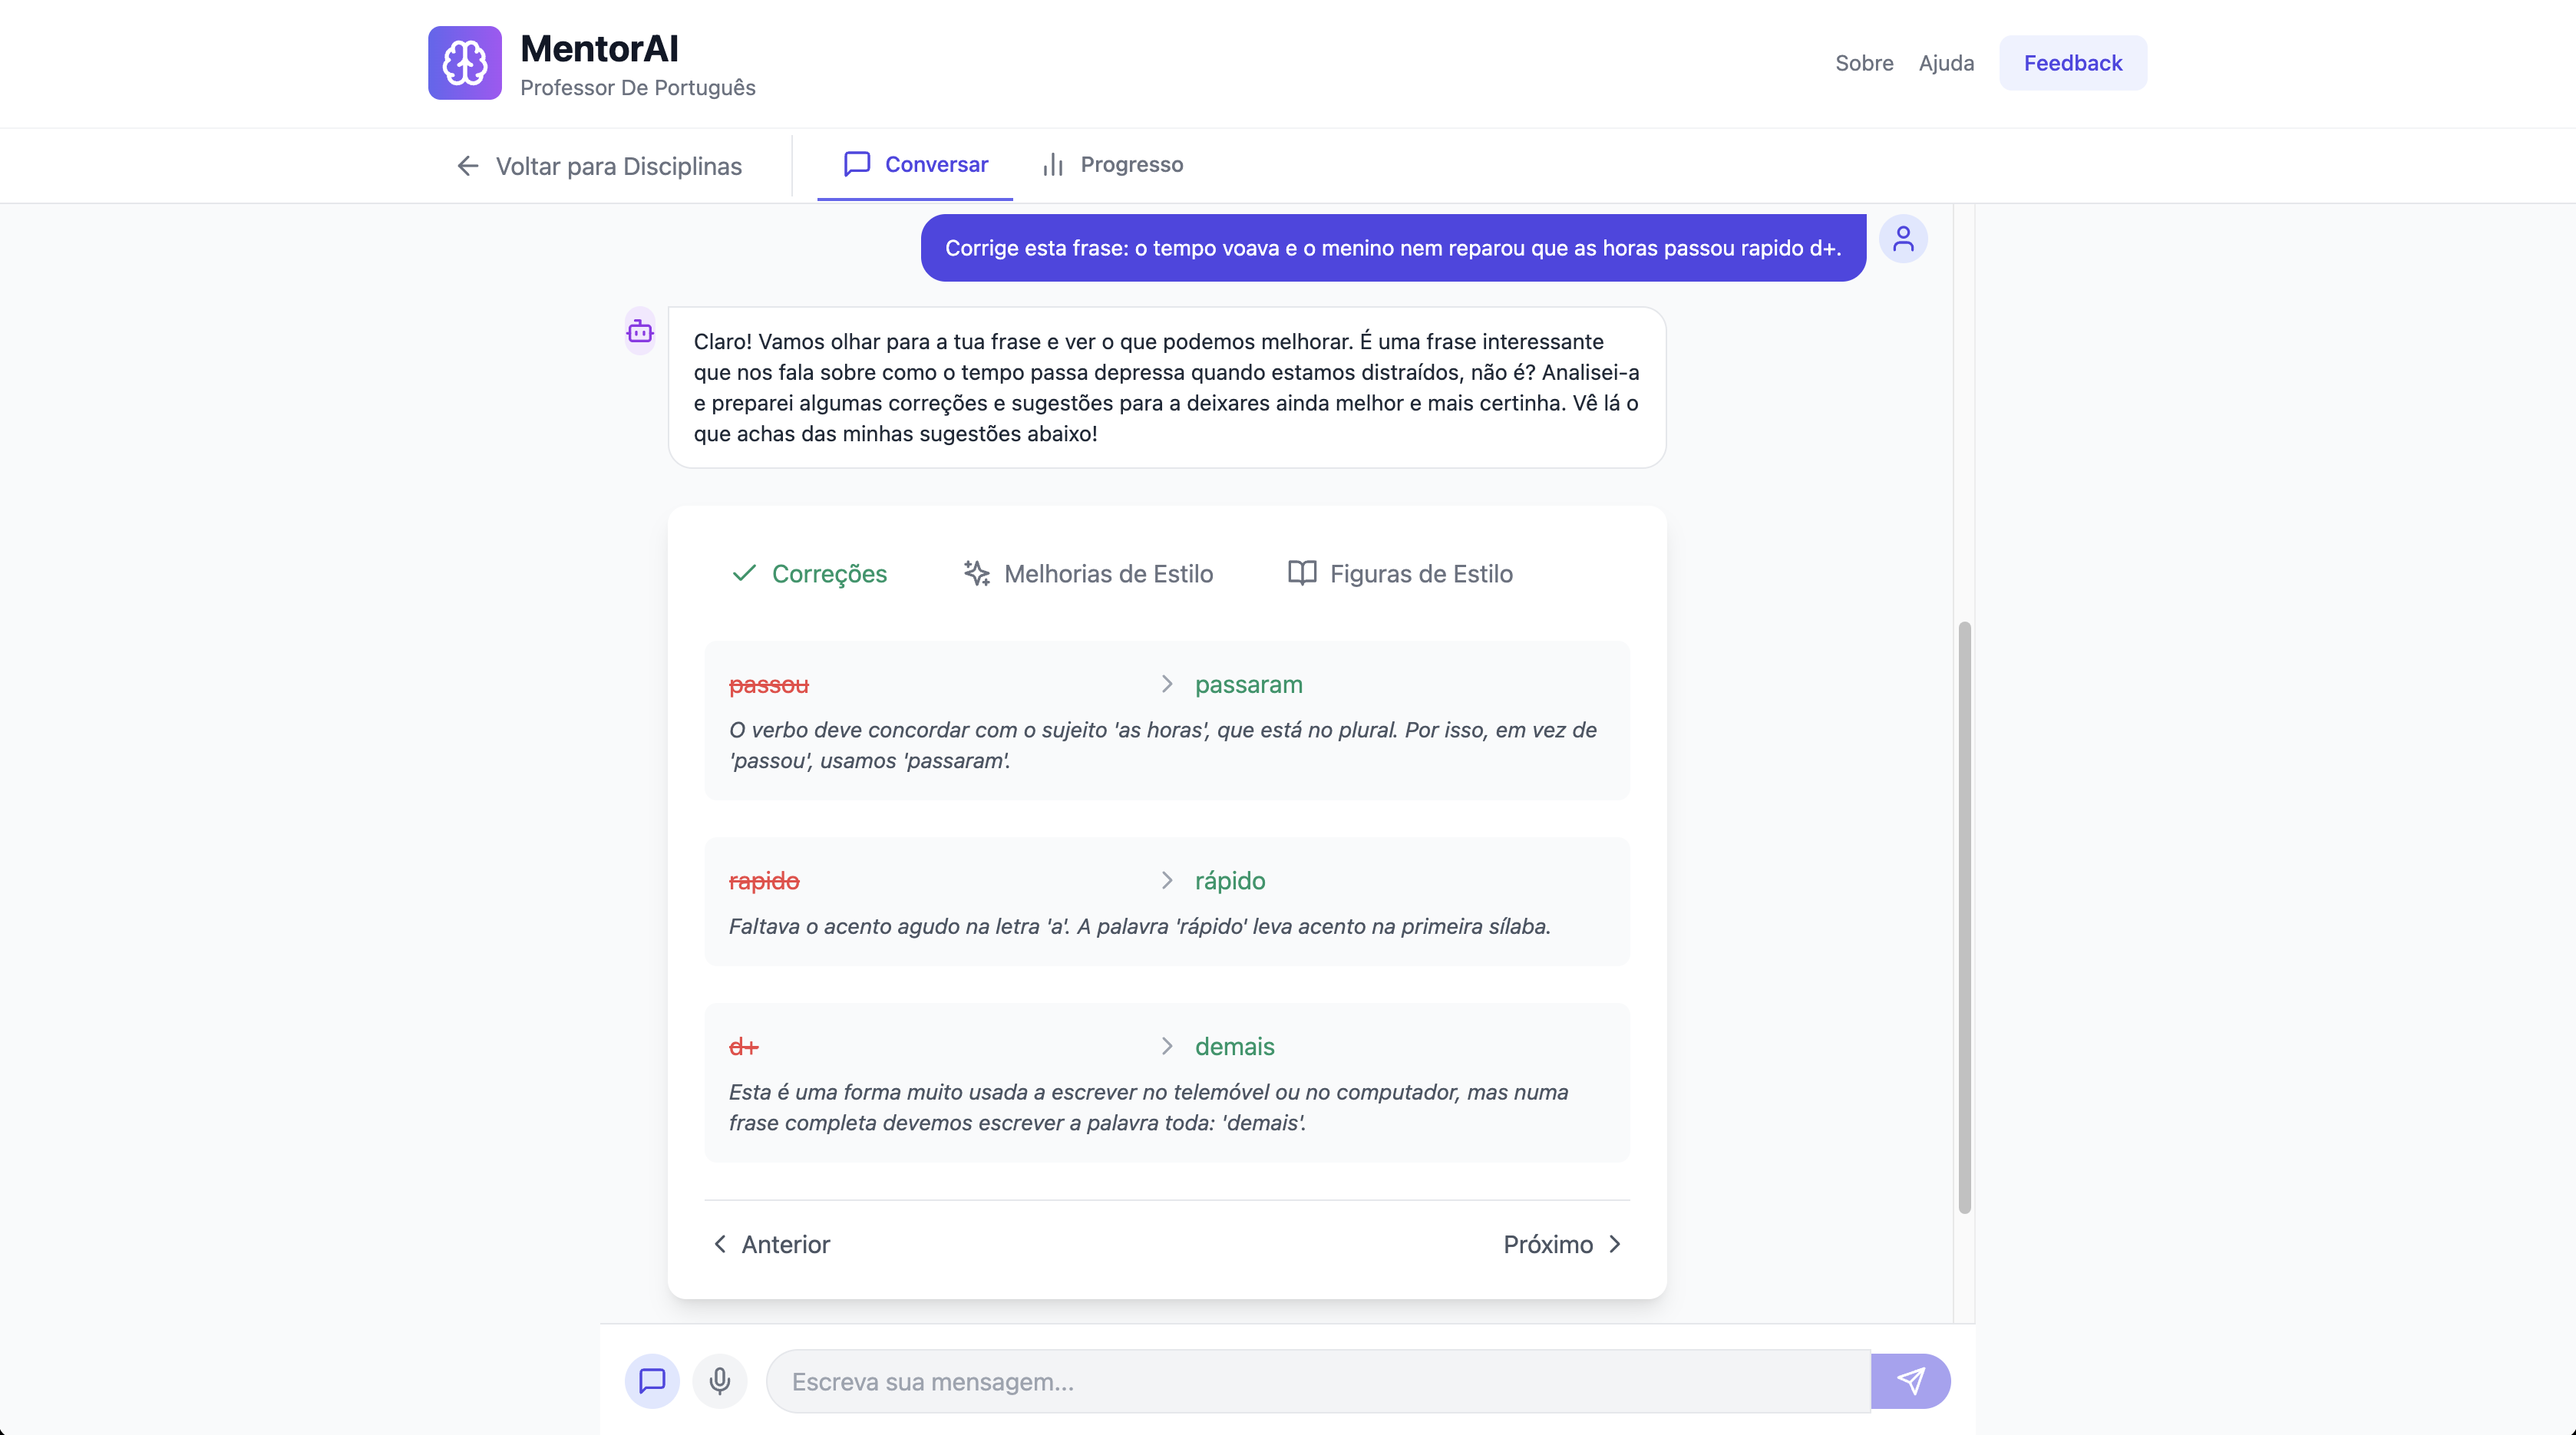 MentorAI
Professor De Português
Sobre
Ajuda
Feedback
Voltar para Disciplinas
Conversar
Progresso
Corrige esta frase: o tempo voava e o menino nem reparou que as horas passou rapido d+.
Claro! Vamos olhar para a tua frase e ver o que podemos melhorar. É uma frase interessante
que nos fala sobre como o tempo passa depressa quando estamos distraídos, não é? Analisei-a
e preparei algumas correções e sugestões para a deixares ainda melhor e mais certinha. Vê lá o
que achas das minhas sugestões abaixo!
Correções
Melhorias de Estilo
Figuras de Estilo
passou
passaram
O verbo deve concordar com o sujeito 'as horas', que está no plural. Por isso, em vez de
'passou', usamos 'passaram'.
rapido
rápido
Faltava o acento agudo na letra 'a'. A palavra 'rápido' leva acento na primeira sílaba.
d+
demais
Esta é uma forma muito usada a escrever no telemóvel ou no computador, mas numa
frase completa devemos escrever a palavra toda: 'demais'.
Anterior
Próximo
Escreva sua mensagem...